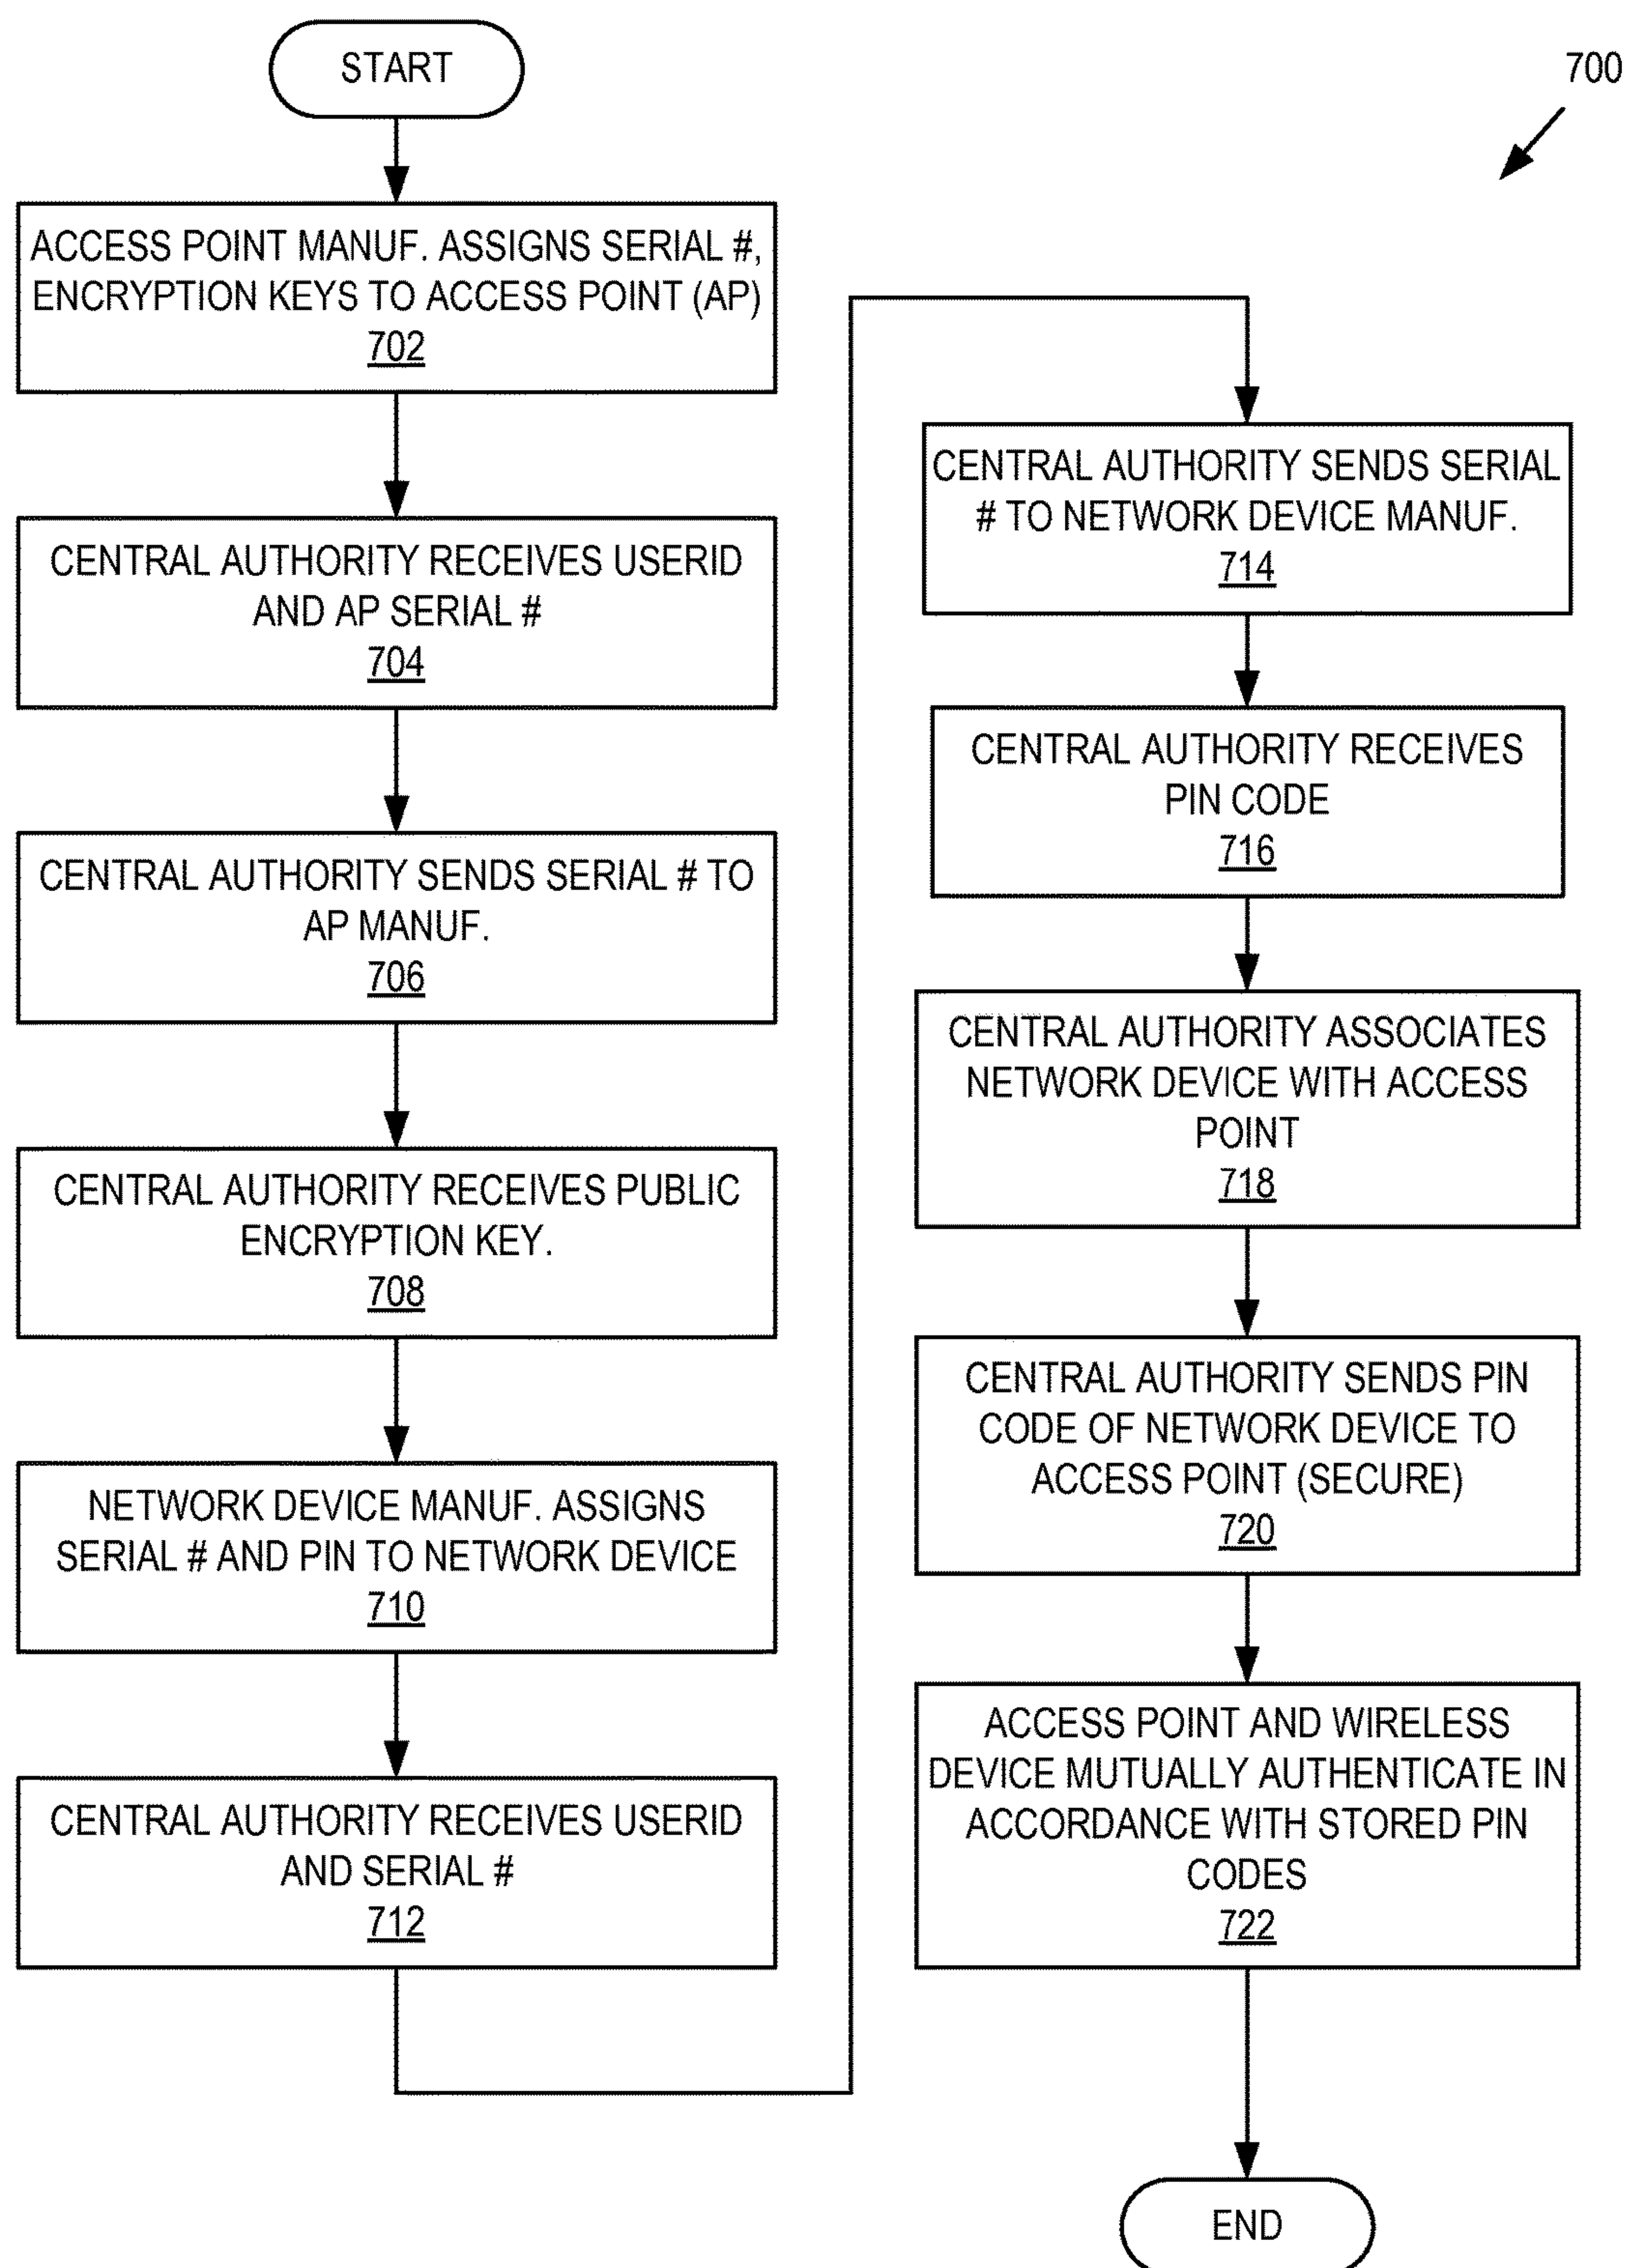 START
700
ACCESS POINT MANUF. ASSIGNS SERIAL #,
ENCRYPTION KEYS TO ACCESS POINT (AP)
702
CENTRAL AUTHORITY RECEIVES USERID
AND AP SERIAL #
704
CENTRAL AUTHORITY SENDS SERIAL # TO
AP MANUF.
706
CENTRAL AUTHORITY RECEIVES PUBLIC
ENCRYPTION KEY.
708
NETWORK DEVICE MANUF. ASSIGNS
SERIAL # AND PIN TO NETWORK DEVICE
710
CENTRAL AUTHORITY RECEIVES USERID
AND SERIAL #
712
CENTRAL AUTHORITY SENDS SERIAL
# TO NETWORK DEVICE MANUF.
714
CENTRAL AUTHORITY RECEIVES
PIN CODE
716
CENTRAL AUTHORITY ASSOCIATES
NETWORK DEVICE WITH ACCESS
POINT
718
CENTRAL AUTHORITY SENDS PIN
CODE OF NETWORK DEVICE TO
ACCESS POINT (SECURE)
720
ACCESS POINT AND WIRELESS
DEVICE MUTUALLY AUTHENTICATE IN
ACCORDANCE WITH STORED PIN
CODES
722
END